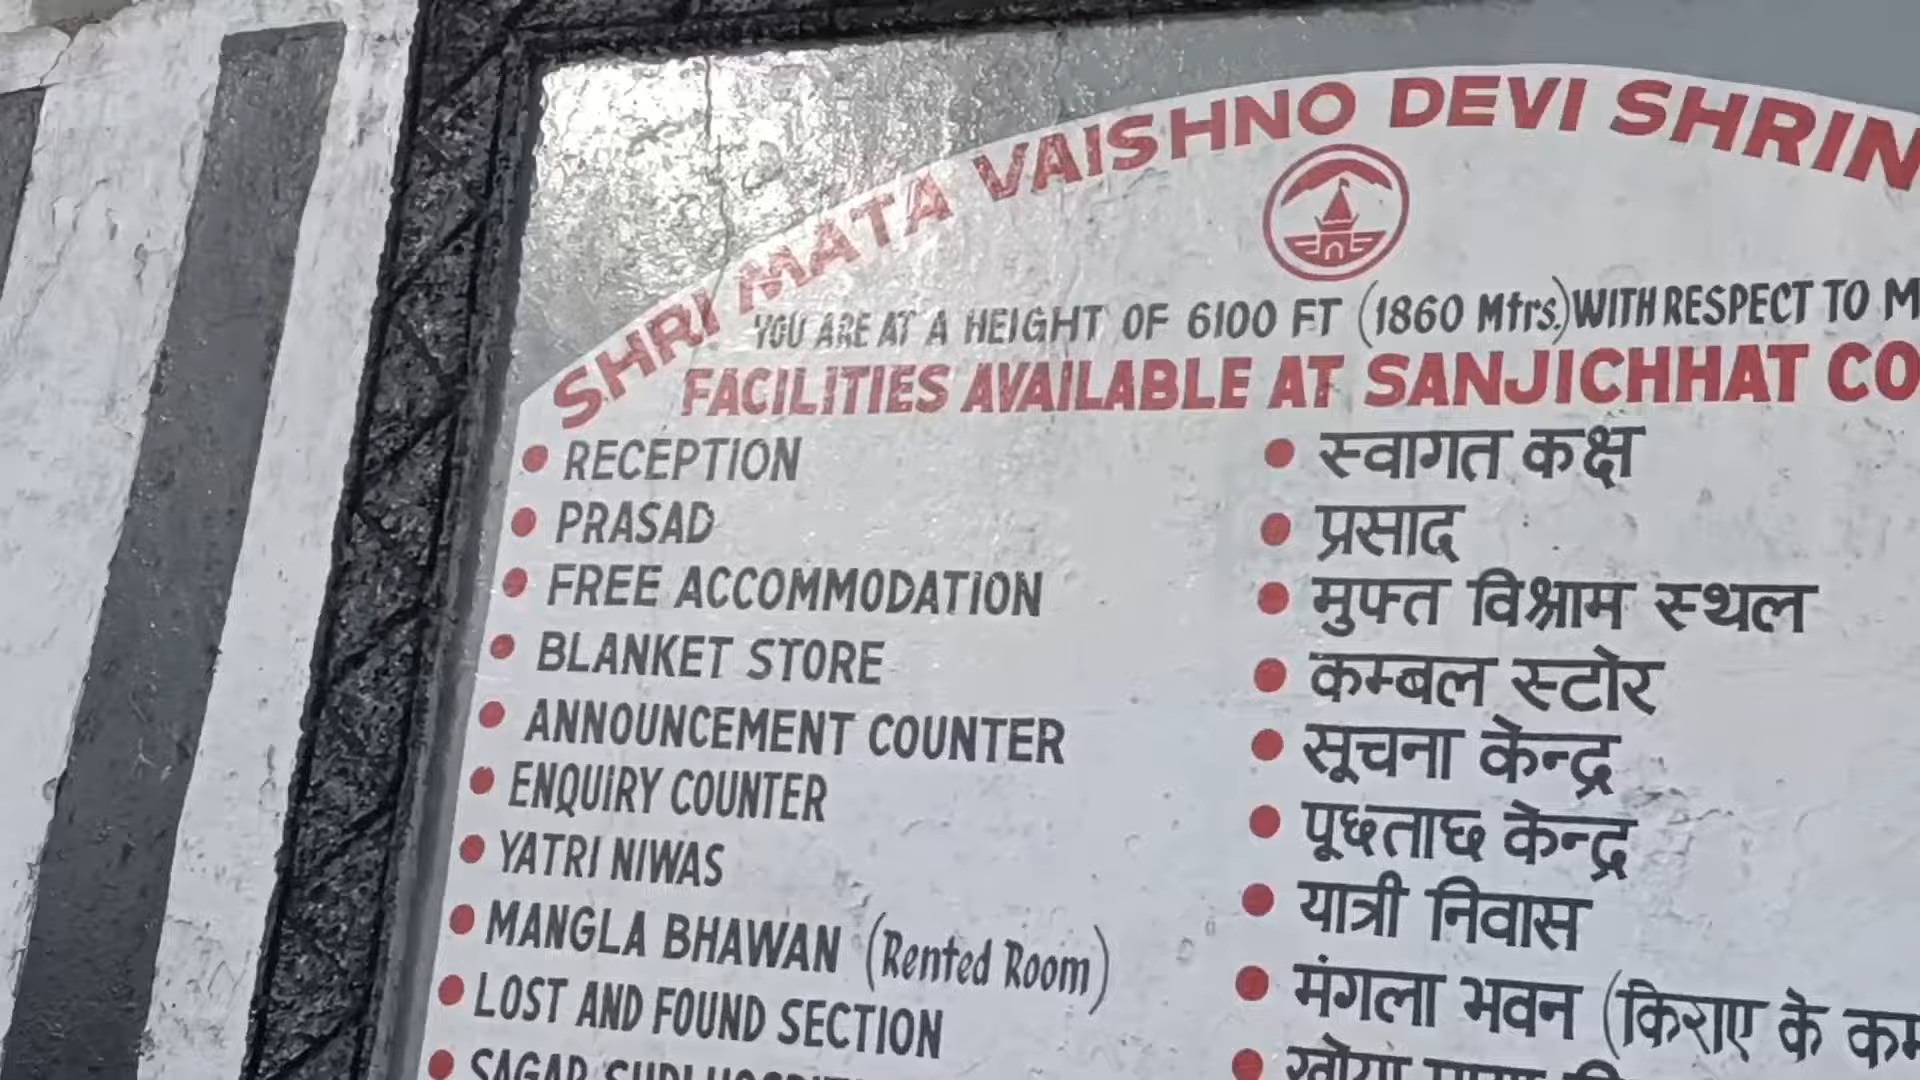 SHRI MATA VAISHNO DEVI SHRIN
YOU ARE AT A HEIGHT OF 6100 FT (1860 Mtrs.) WITH RESPECT TO M
FACILITIES AVAILABLE AT SANJICHHAT CO
• RECEPTION
• PRASAD
• FREE ACCOMMODATION
• BLANKET STORE
• ANNOUNCEMENT COUNTER
• ENQUIRY COUNTER
• YATRI NIWAS
• MANGLA BHAWAN (Rented Room)
• LOST AND FOUND SECTION
• SAGAR
• स्वागत कक्ष
• प्रसाद
• मुफ्त विश्राम स्थल
• कम्बल स्टोर
• सूचना केन्द्र
• पूछताछ केन्द्र
• यात्री निवास
• मंगला भवन (किराए के कम
• खोया